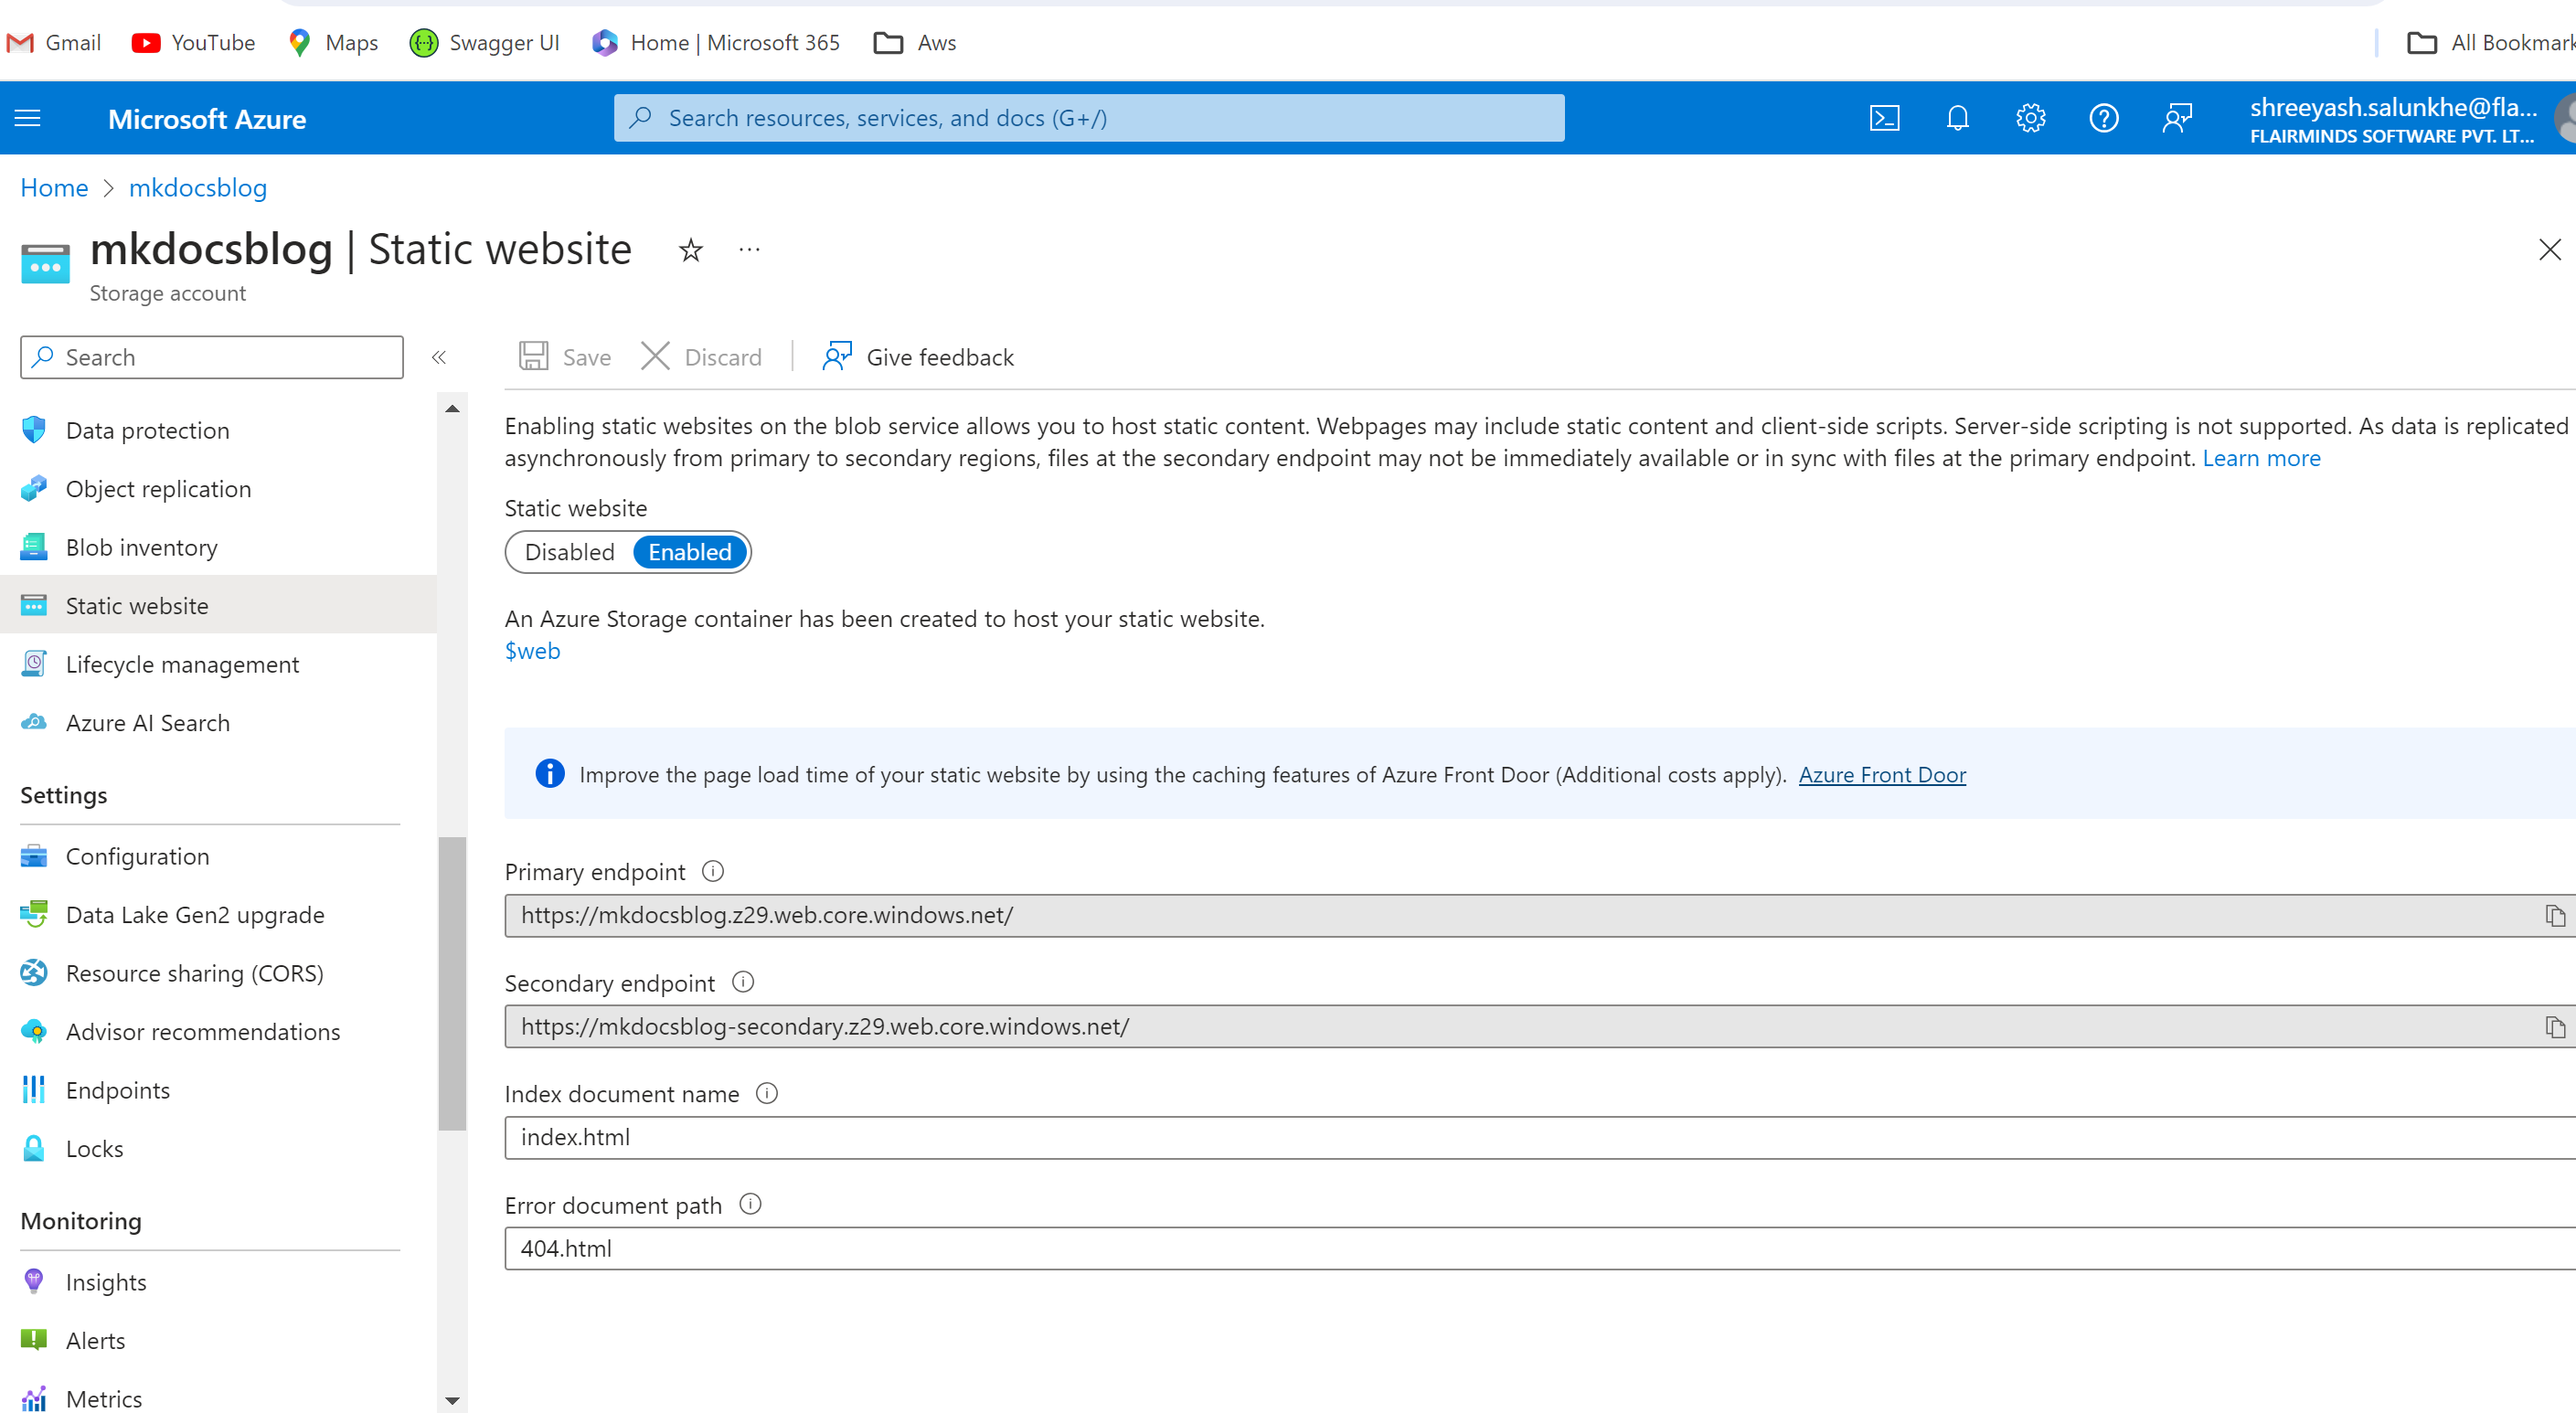 Gmail YouTube Maps Swagger UI Home | Microsoft 365 Aws All Bookmark
Microsoft Azure Search resources, services, and docs (G+/) shreeyash.salunkhe@fla...
FLAIRMINDS SOFTWARE PVT. LT...
Home > mkdocsblog
mkdocsblog | Static website
Storage account
Search
Save Discard Give feedback
Data protection
Object replication
Blob inventory
Static website
Lifecycle management
Azure AI Search
Settings
Configuration
Data Lake Gen2 upgrade
Resource sharing (CORS)
Advisor recommendations
Endpoints
Locks
Monitoring
Insights
Alerts
Metrics
Enabling static websites on the blob service allows you to host static content. Webpages may include static content and client-side scripts. Server-side scripting is not supported. As data is replicated
asynchronously from primary to secondary regions, files at the secondary endpoint may not be immediately available or in sync with files at the primary endpoint. Learn more
Static website
Disabled Enabled
An Azure Storage container has been created to host your static website.
$web
Improve the page load time of your static website by using the caching features of Azure Front Door (Additional costs apply). Azure Front Door
Primary endpoint
https://mkdocsblog.z29.web.core.windows.net/
Secondary endpoint
https://mkdocsblog-secondary.z29.web.core.windows.net/
Index document name
index.html
Error document path
404.html